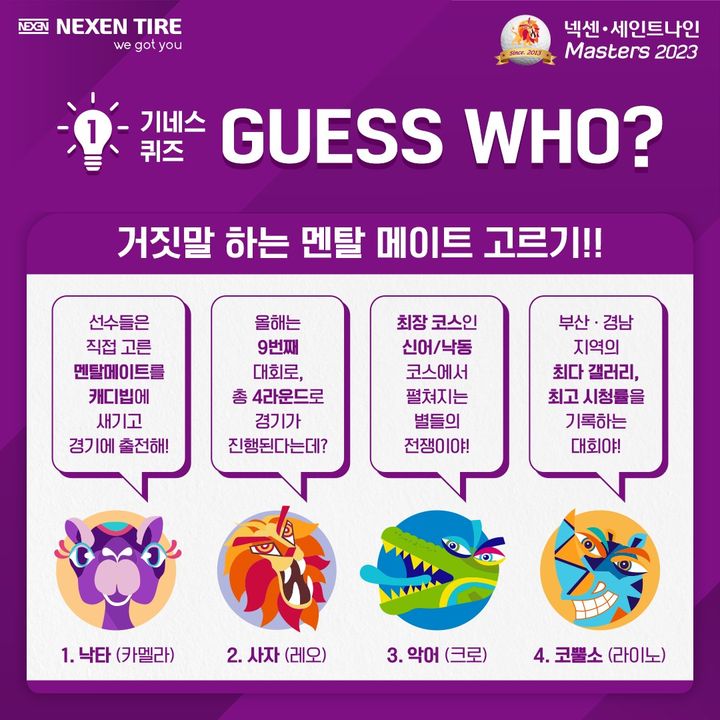 NEXEN NEXEN TIRE
we got you
Since. 2013
넥센·세인트나인
Masters 2023
1
기네스
퀴즈
GUESS WHO?
거짓말 하는 멘탈 메이트 고르기!!
선수들은
직접 고른
멘탈메이트를
캐디빕에
새기고
경기에 출전해!
올해는
9번째
대회로,
총 4라운드로
경기가
진행된다는데?
최장 코스인
신어/낙동
코스에서
펼쳐지는
별들의
전쟁이야!
부산·경남
지역의
최다 갤러리,
최고 시청률을
기록하는
대회야!
1. 낙타 (카멜라)
2. 사자 (레오)
3. 악어 (크로)
4. 코뿔소 (라이노)